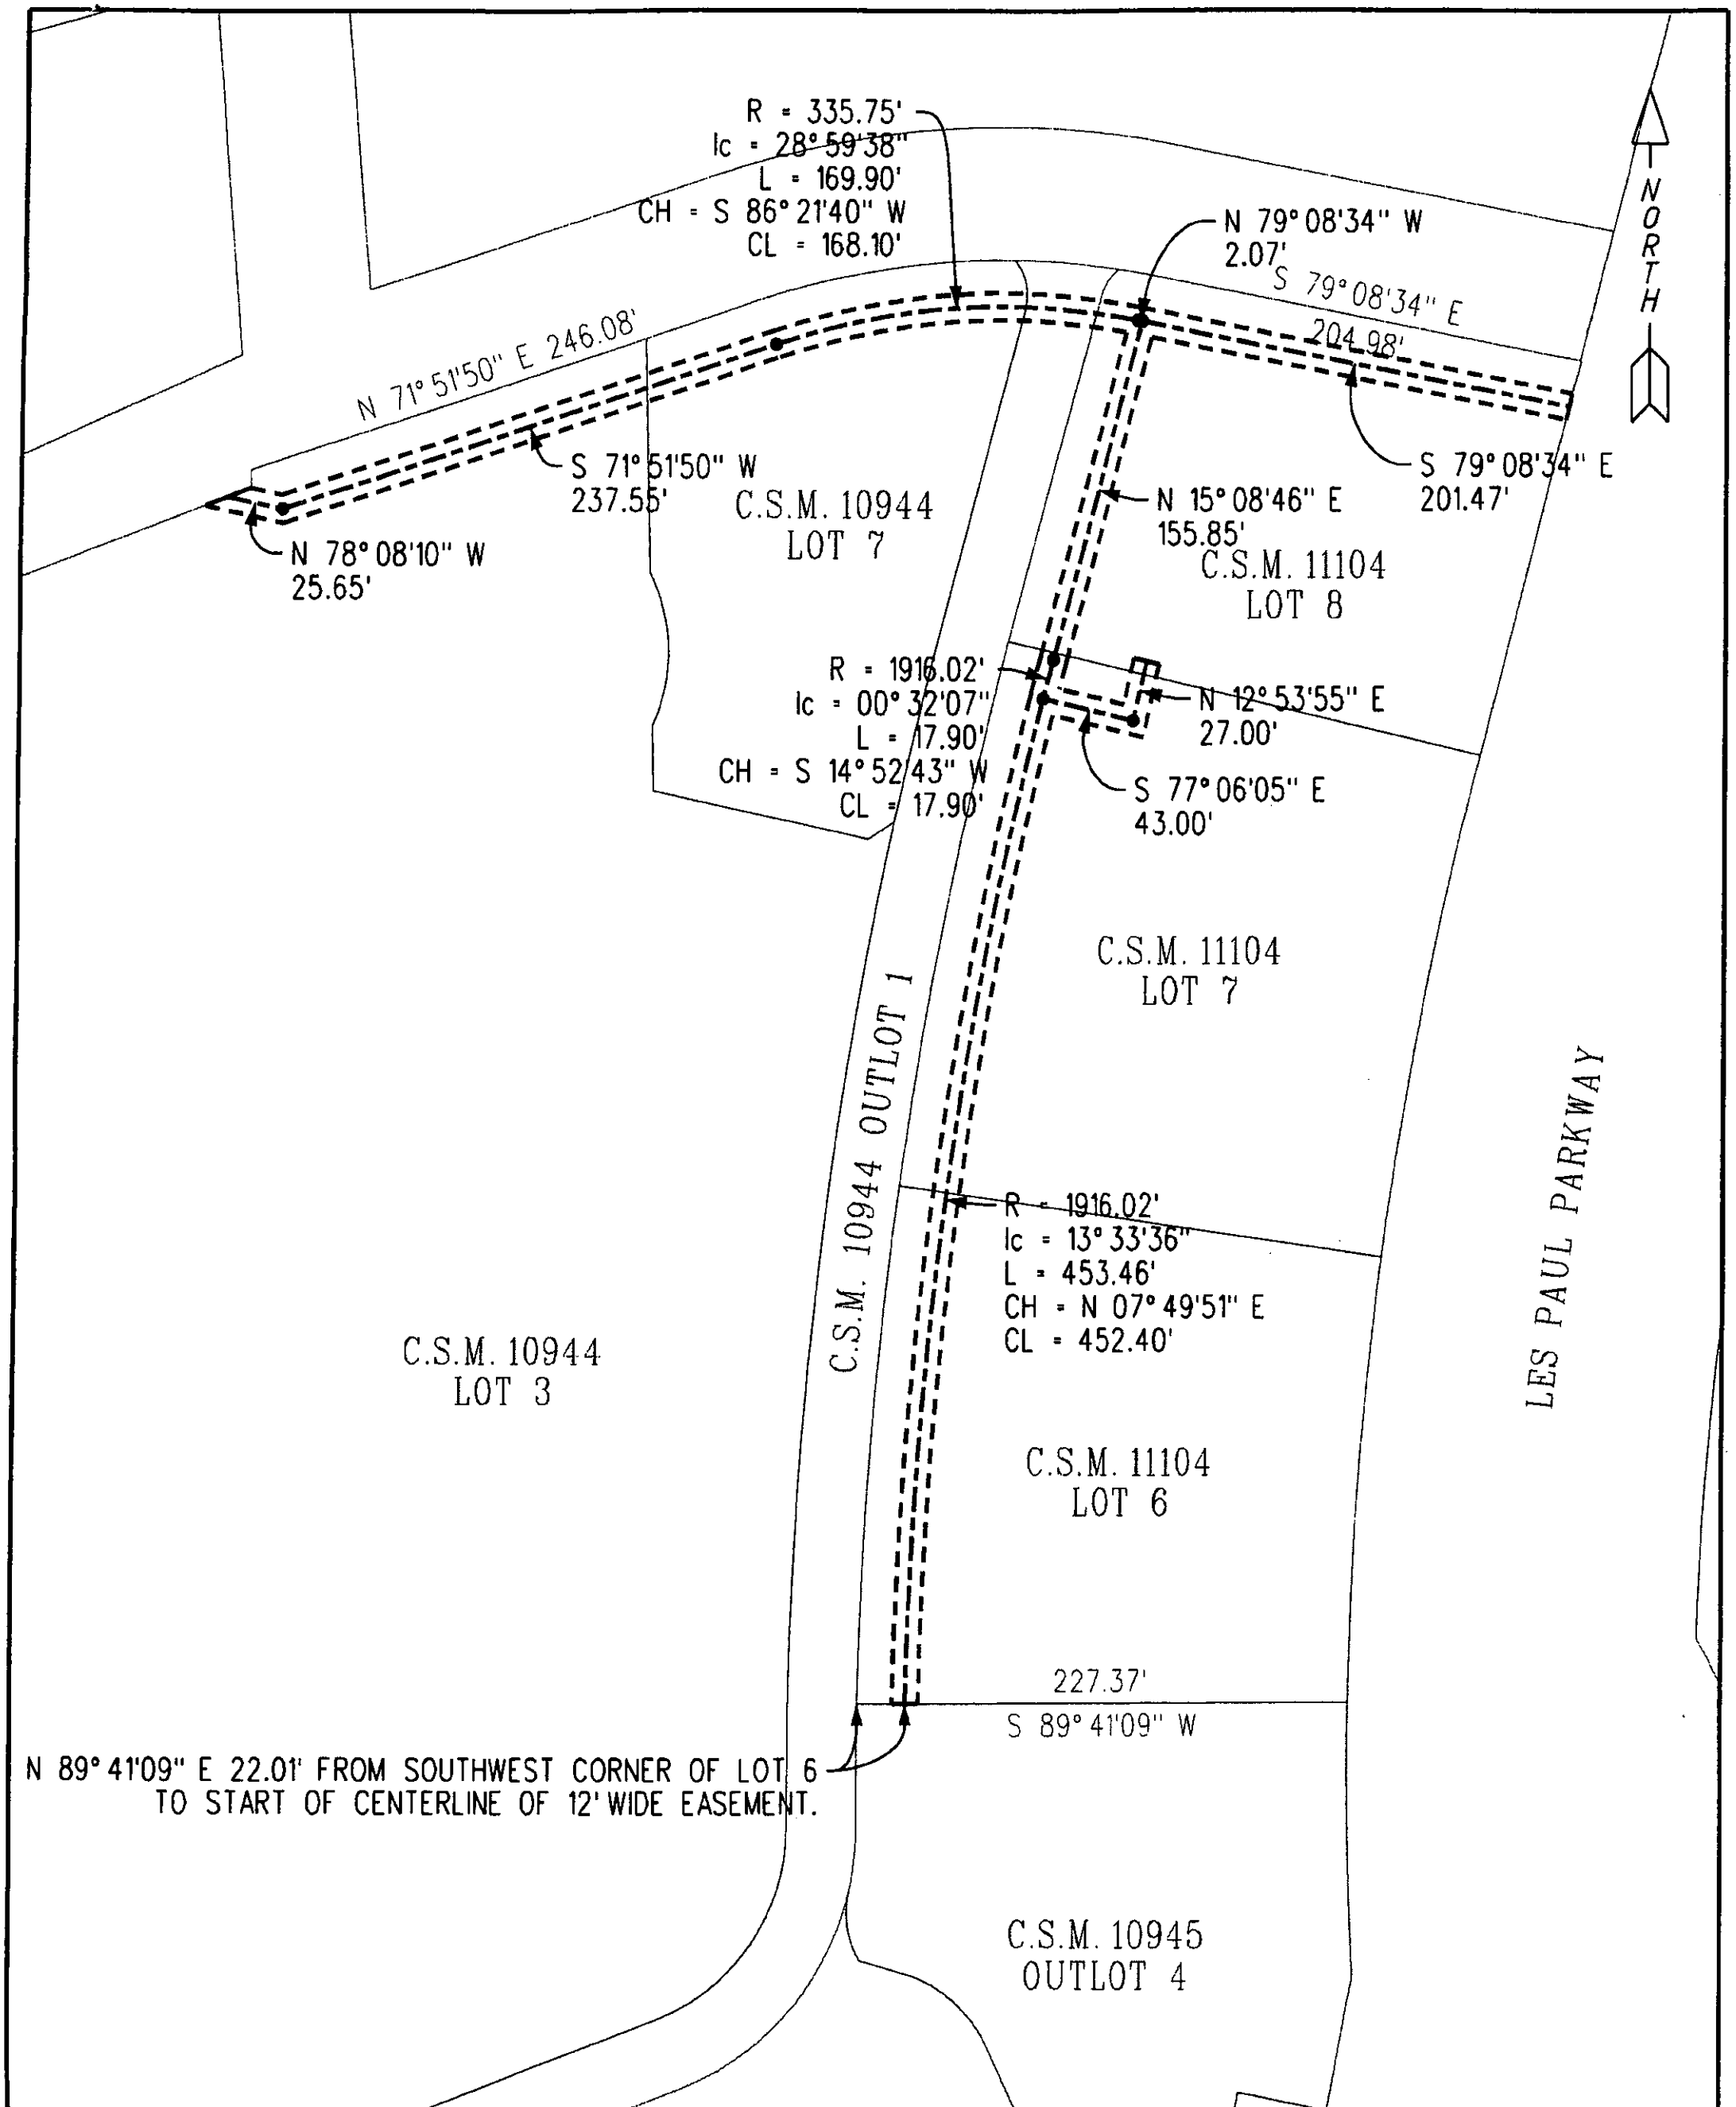 R = 335.75'
Ic = 28°59'38"
L = 169.90'
CH = S 86°21'40" W
CL = 168.10'
N 79°08'34" W
2.07'
NORTH
S 79°08'34" E
204.98'
N 71°51'50" E 246.08'
S 71°51'50" W
237.55'
C.S.M. 10944
LOT 7
N 78°08'10" W
25.65'
S 79°08'34" E
201.47'
N 15°08'46" E
155.85'
C.S.M. 11104
LOT 8
R = 1916.02'
Ic = 00°32'07"
L = 17.90'
CH = S 14°52'43" W
CL = 17.90'
N 12°53'55" E
27.00'
S 77°06'05" E
43.00'
C.S.M. 11104
LOT 7
C.S.M. 10944 OUTLOT 1
LES PAUL PARKWAY
R = 1916.02'
Ic = 13°33'36"
L = 453.46'
CH = N 07°49'51" E
CL = 452.40'
C.S.M. 10944
LOT 3
C.S.M. 11104
LOT 6
227.37'
S 89°41'09" W
N 89°41'09" E 22.01' FROM SOUTHWEST CORNER OF LOT 6
TO START OF CENTERLINE OF 12' WIDE EASEMENT.
C.S.M. 10945
OUTLOT 4